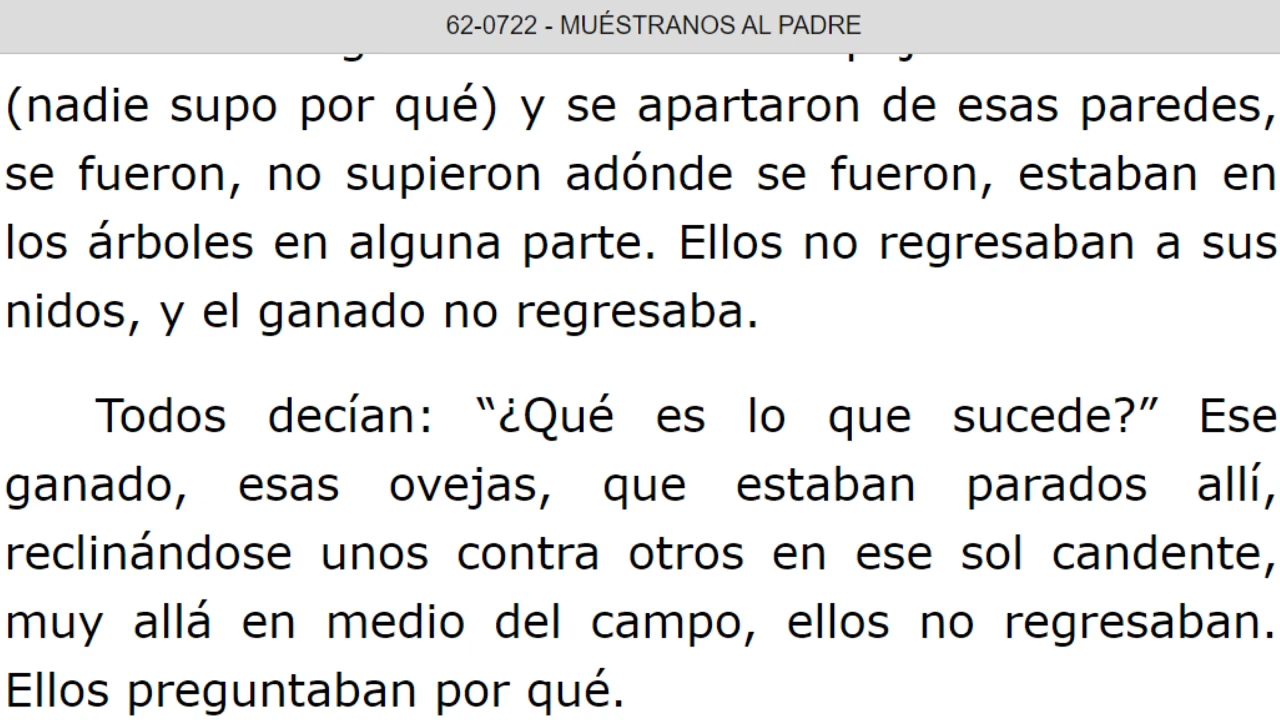 62-0722 - MUÉSTRANOS AL PADRE
(nadie supo por qué) y se apartaron de esas paredes,
se fueron, no supieron adónde se fueron, estaban en
los árboles en alguna parte. Ellos no regresaban a sus
nidos, y el ganado no regresaba.
Todos decían: “¿Qué es lo que sucede?” Ese
ganado, esas ovejas, que estaban parados allí,
reclinándose unos contra otros en ese sol candente,
muy allá en medio del campo, ellos no regresaban.
Ellos preguntaban por qué.